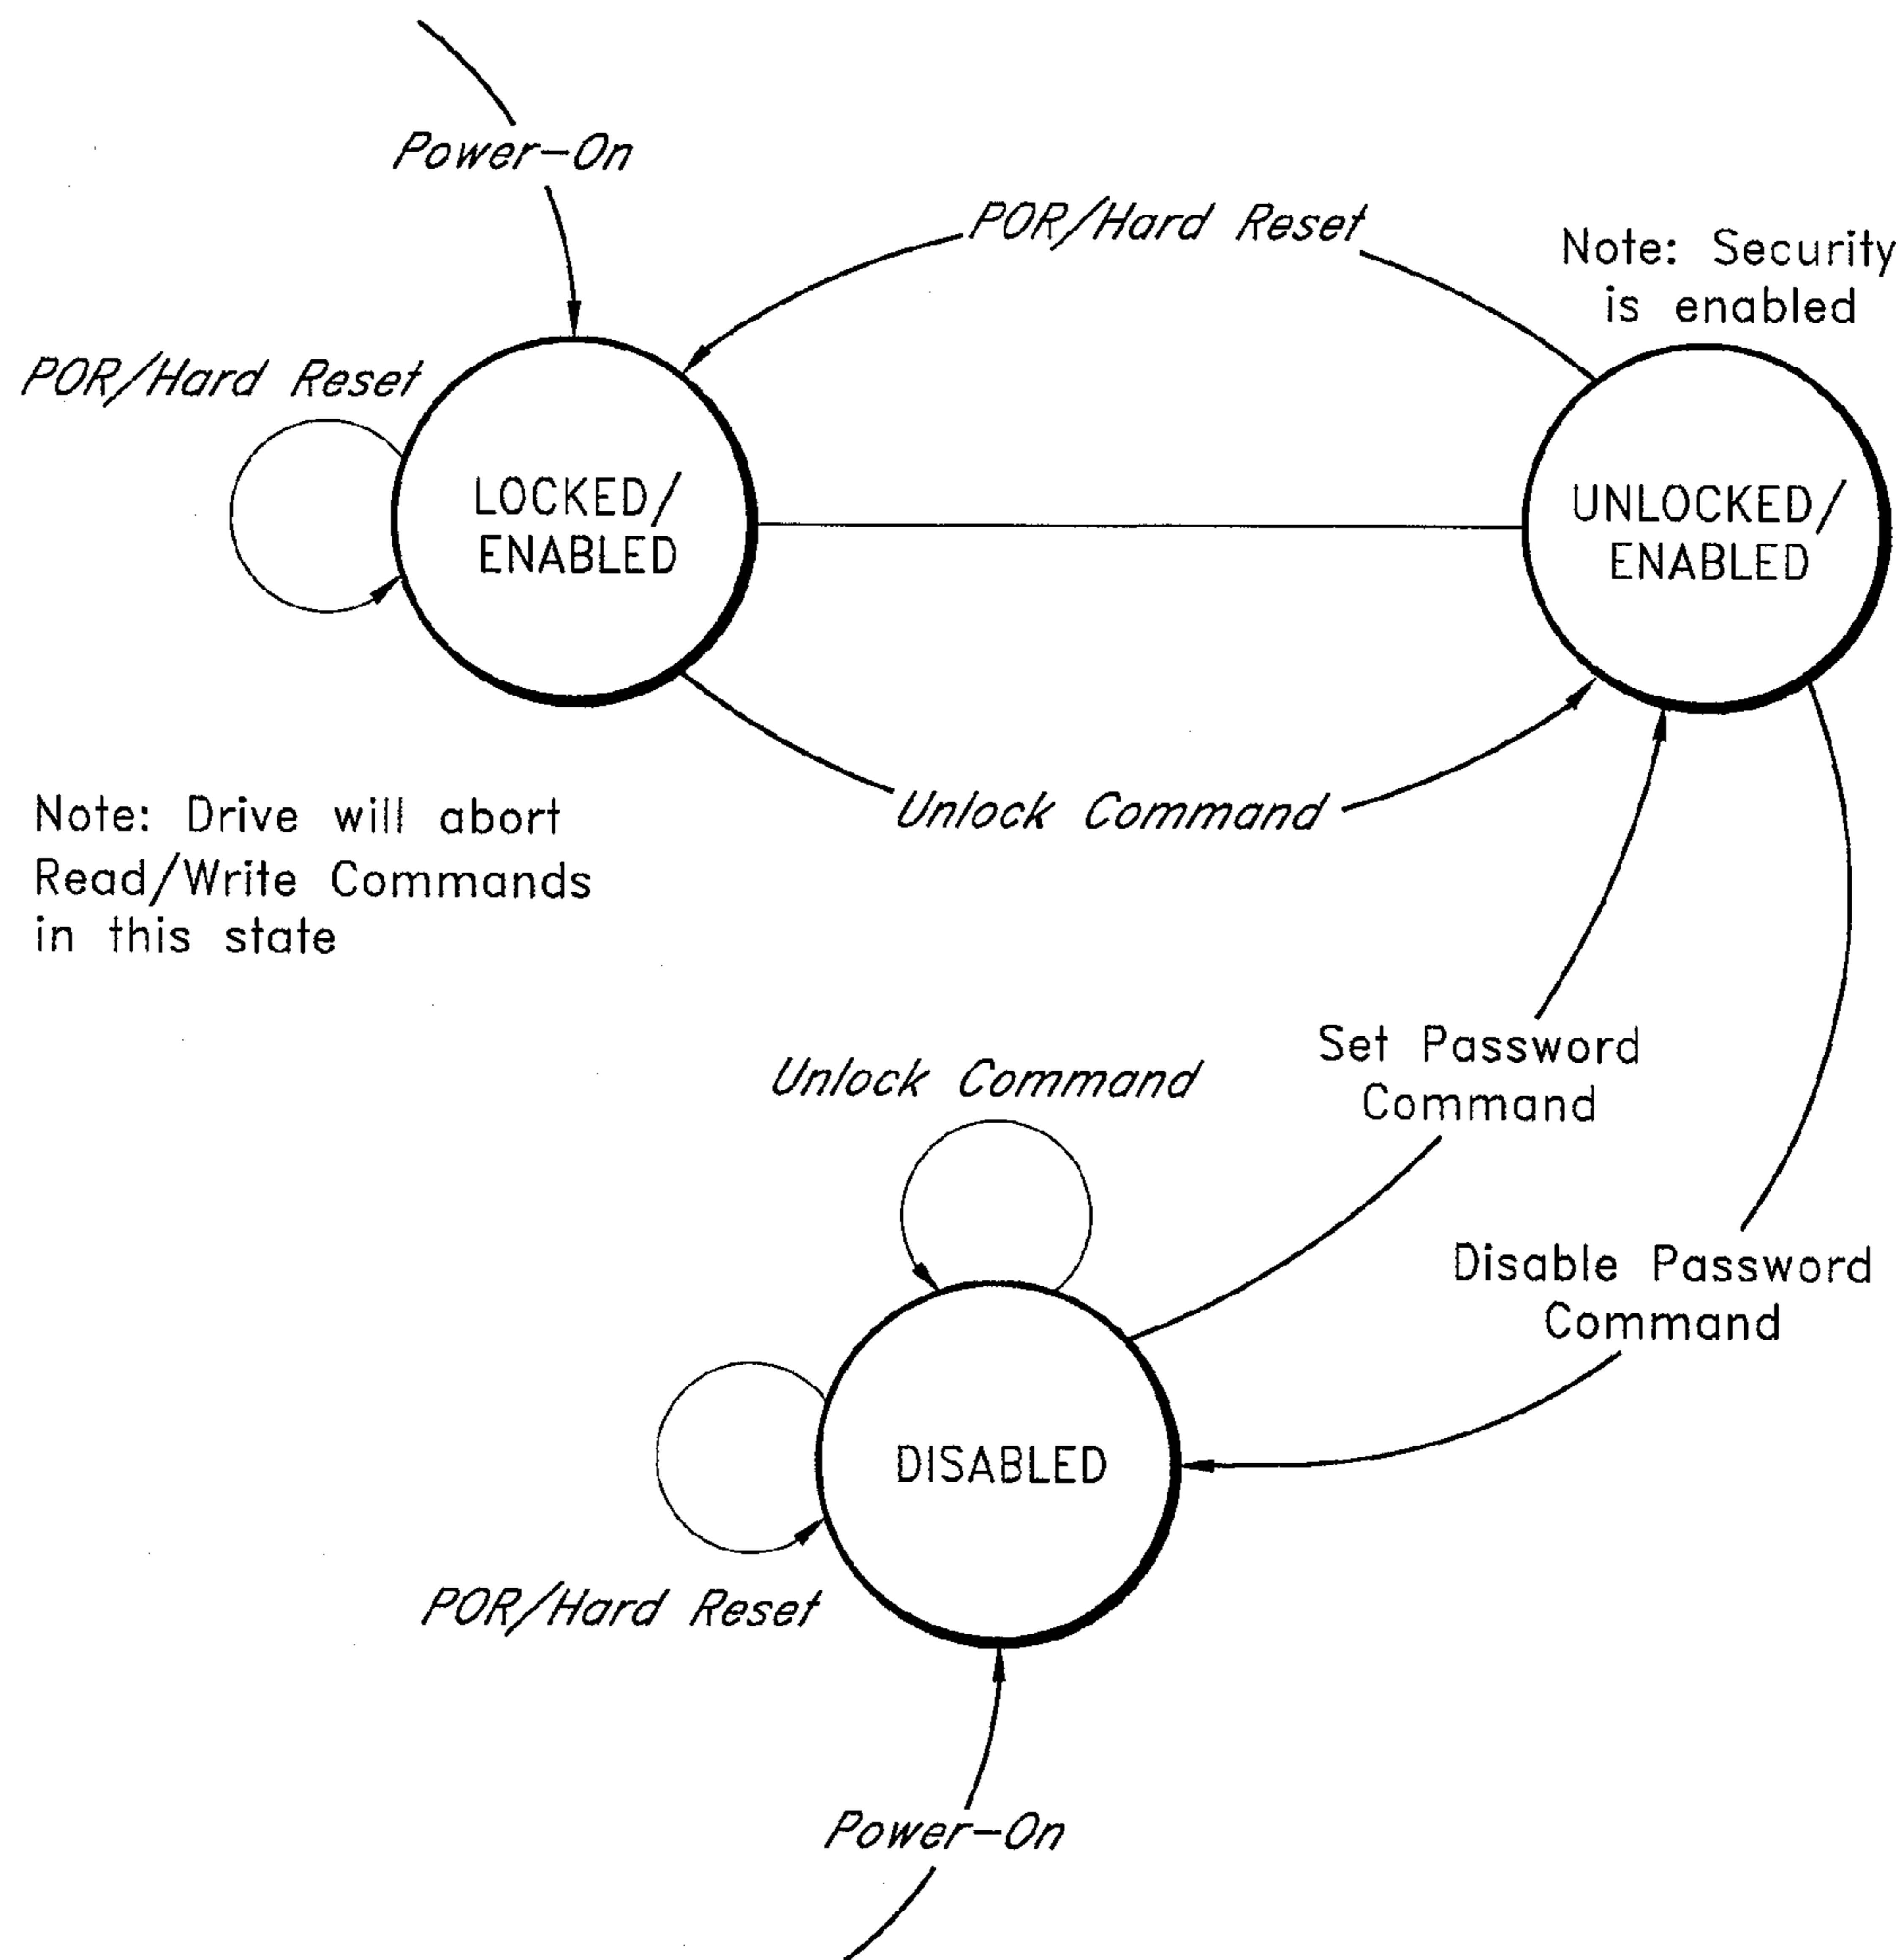 Power-On
POR/Hard Reset
Note: Security
is enabled
POR/Hard Reset
LOCKED/
ENABLED
UNLOCKED/
ENABLED
Unlock Command
Note: Drive will abort
Read/Write Commands
in this state
Set Password
Command
Unlock Command
Disable Password
Command
DISABLED
POR/Hard Reset
Power-On